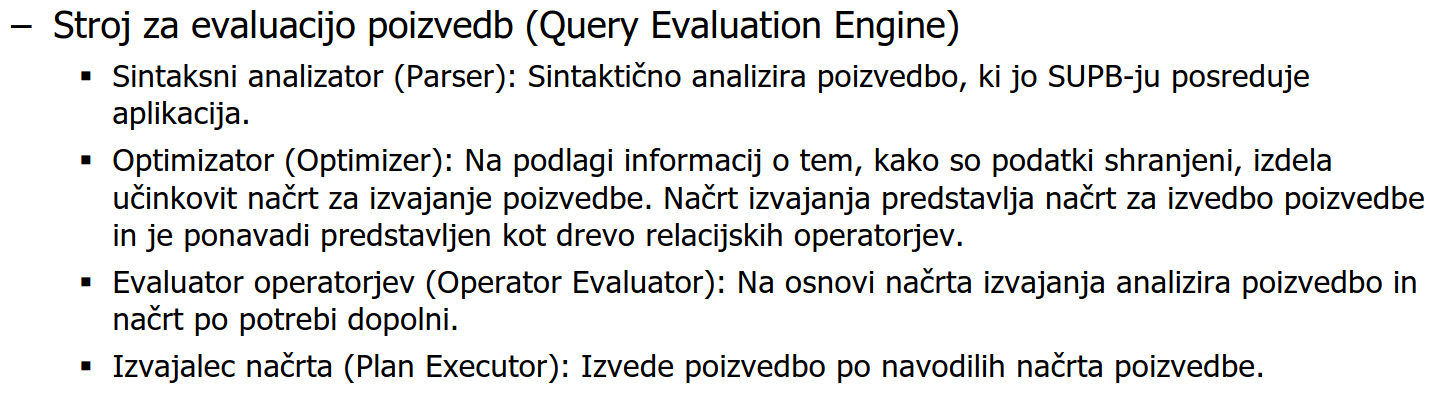 – Stroj za evaluacijo poizvedb (Query Evaluation Engine)
▪ Sintaksni analizator (Parser): Sintaktično analizira poizvedbo, ki jo SUPB-ju posreduje
aplikacija.
▪ Optimizator (Optimizer): Na podlagi informacij o tem, kako so podatki shranjeni, izdela
učinkovit načrt za izvajanje poizvedbe. Načrt izvajanja predstavlja načrt za izvedbo poizvedbe
in je ponavadi predstavljen kot drevo relacijskih operatorjev.
▪ Evaluator operatorjev (Operator Evaluator): Na osnovi načrta izvajanja analizira poizvedbo in
načrt po potrebi dopolni.
▪ Izvajalec načrta (Plan Executor): Izvede poizvedbo po navodilih načrta poizvedbe.